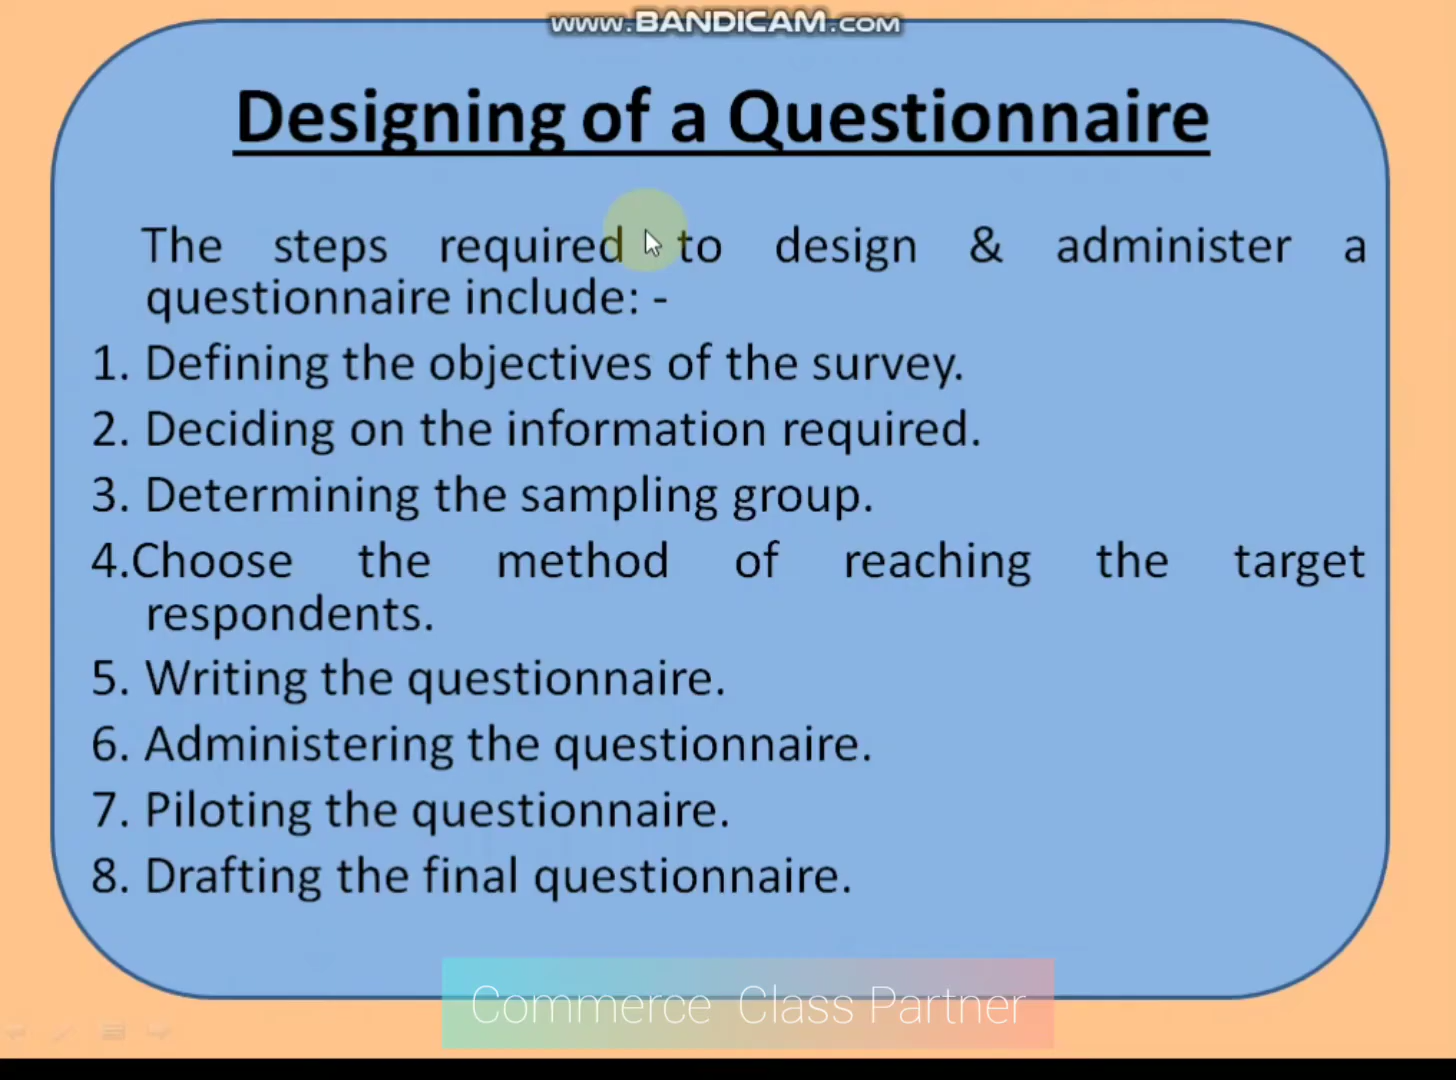 www.BANDICAM.com
Designing of a Questionnaire
The steps required to design & administer a
questionnaire include: -
1. Defining the objectives of the survey.
2. Deciding on the information required.
3. Determining the sampling group.
4.Choose the method of reaching the target
respondents.
5. Writing the questionnaire.
6. Administering the questionnaire.
7. Piloting the questionnaire.
8. Drafting the final questionnaire.
Commerce Class Partner